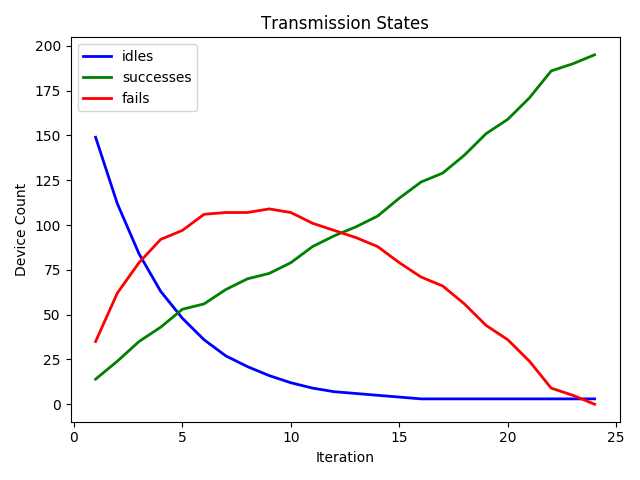 Transmission States
idles
successes
fails
Device Count
200
175
150
125
100
75
50
25
0
0 5 10 15 20 25
Iteration